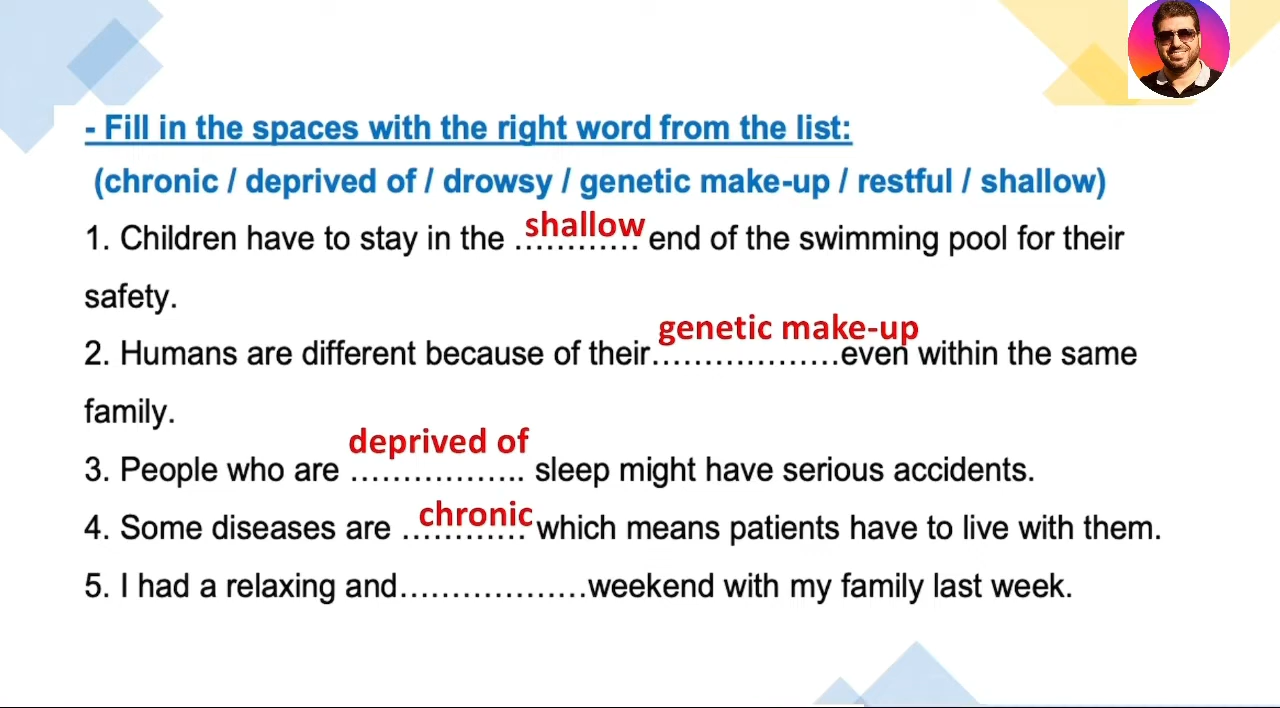 - Fill in the spaces with the right word from the list:
(chronic / deprived of / drowsy / genetic make-up / restful / shallow)
1. Children have to stay in the ………… shallow end of the swimming pool for their
safety.
2. Humans are different because of their……………… genetic make-up even within the same
family.
3. People who are …………….. deprived of sleep might have serious accidents.
4. Some diseases are ………… chronic which means patients have to live with them.
5. I had a relaxing and………………weekend with my family last week.